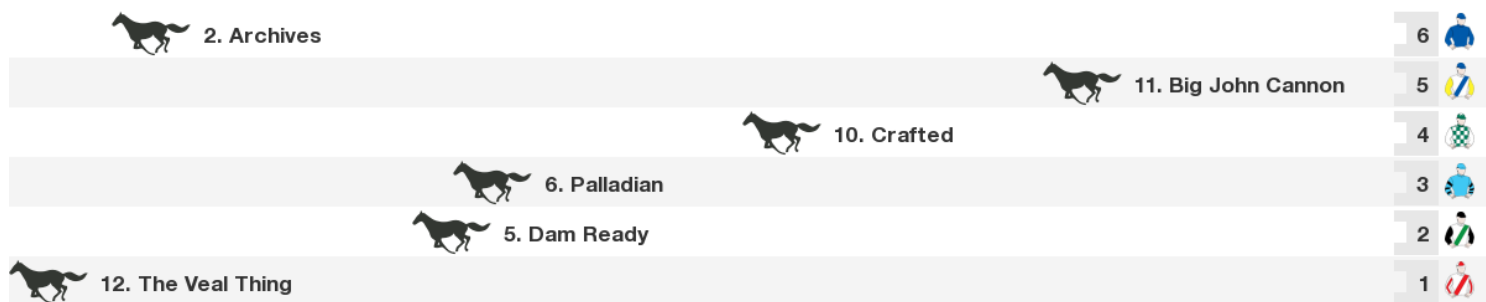 2. Archives 6
11. Big John Cannon 5
10. Crafted 4
6. Palladian 3
5. Dam Ready 2
12. The Veal Thing 1